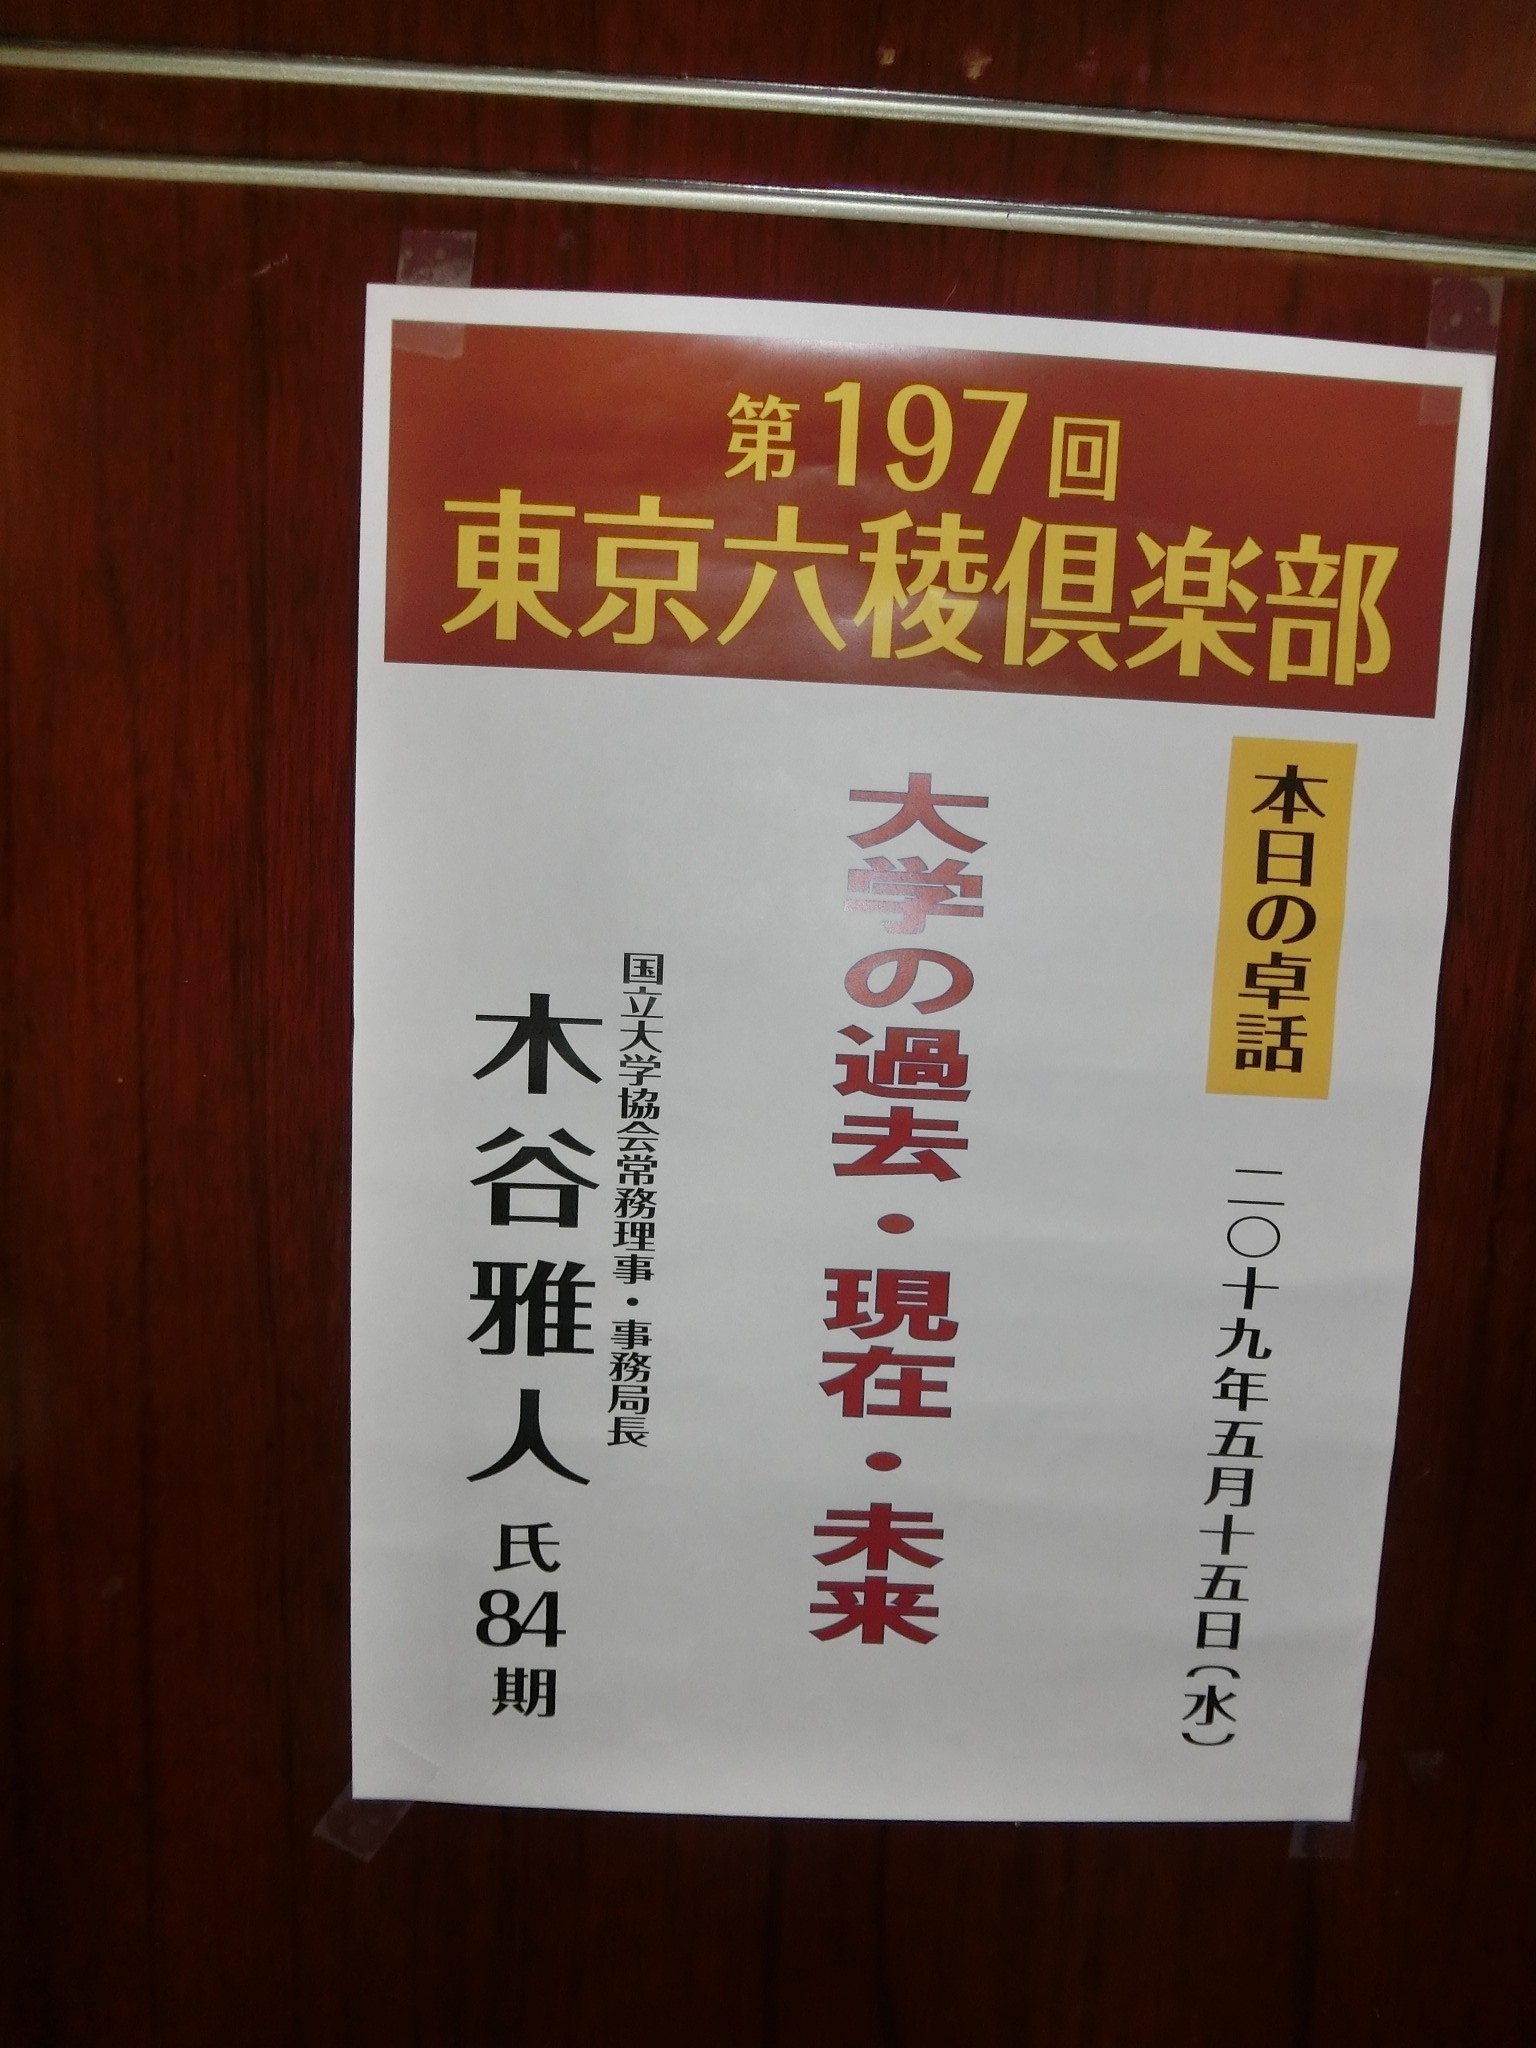 第197回
東京六稜倶楽部
本日の卓話
二〇十九年五月十五日(水)
大学の過去・現在・未来
国立大学協会常務理事・事務局長
木谷雅人氏84期